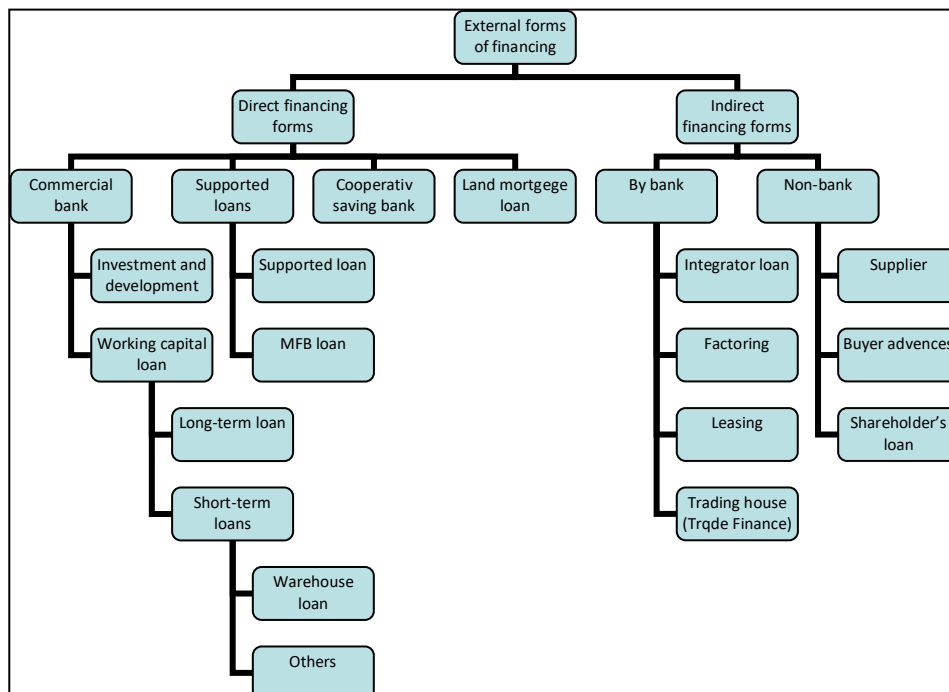 External forms
of financing
Direct financing
forms
Indirect
financing forms
Commercial
bank
Supported
loans
Cooperativ
saving bank
Land mortgege
loan
By bank
Non-bank
Investment and
development
Supported loan
Integrator loan
Supplier
Working capital
loan
MFB loan
Factoring
Buyer advences
Long-term loan
Leasing
Shareholder’s
loan
Short-term
loans
Trading house
(Trqde Finance)
Warehouse
loan
Others